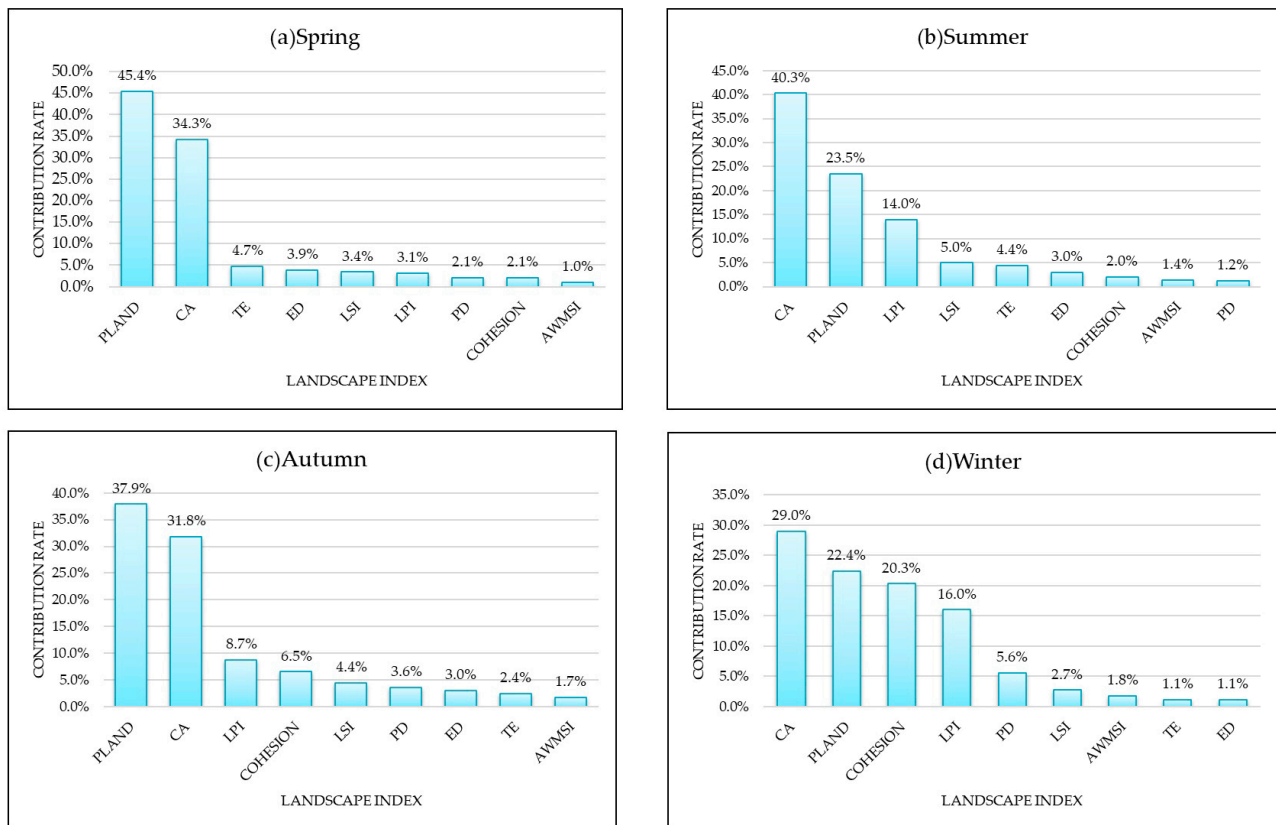 (a)Spring
CONTRIBUTION RATE
50.0%
45.0%
40.0%
35.0%
30.0%
25.0%
20.0%
15.0%
10.0%
5.0%
0.0%
45.4%
34.3%
4.7%
3.9%
3.4%
3.1%
2.1%
2.1%
1.0%
PLAND
CA
TE
ED
LSI
LPI
PD
COHESION
AWMSI
LANDSCAPE INDEX
(b)Summer
CONTRIBUTION RATE
45.0%
40.0%
35.0%
30.0%
25.0%
20.0%
15.0%
10.0%
5.0%
0.0%
40.3%
23.5%
14.0%
5.0%
4.4%
3.0%
2.0%
1.4%
1.2%
CA
PLAND
LPI
LSI
TE
ED
COHESION
AWMSI
PD
LANDSCAPE INDEX
(c)Autumn
CONTRIBUTION RATE
40.0%
35.0%
30.0%
25.0%
20.0%
15.0%
10.0%
5.0%
0.0%
37.9%
31.8%
8.7%
6.5%
4.4%
3.6%
3.0%
2.4%
1.7%
PLAND
CA
LPI
COHESION
LSI
PD
ED
TE
AWMSI
LANDSCAPE INDEX
(d)Winter
CONTRIBUTION RATE
35.0%
30.0%
25.0%
20.0%
15.0%
10.0%
5.0%
0.0%
29.0%
22.4%
20.3%
16.0%
5.6%
2.7%
1.8%
1.1%
1.1%
CA
PLAND
COHESION
LPI
PD
LSI
AWMSI
TE
ED
LANDSCAPE INDEX